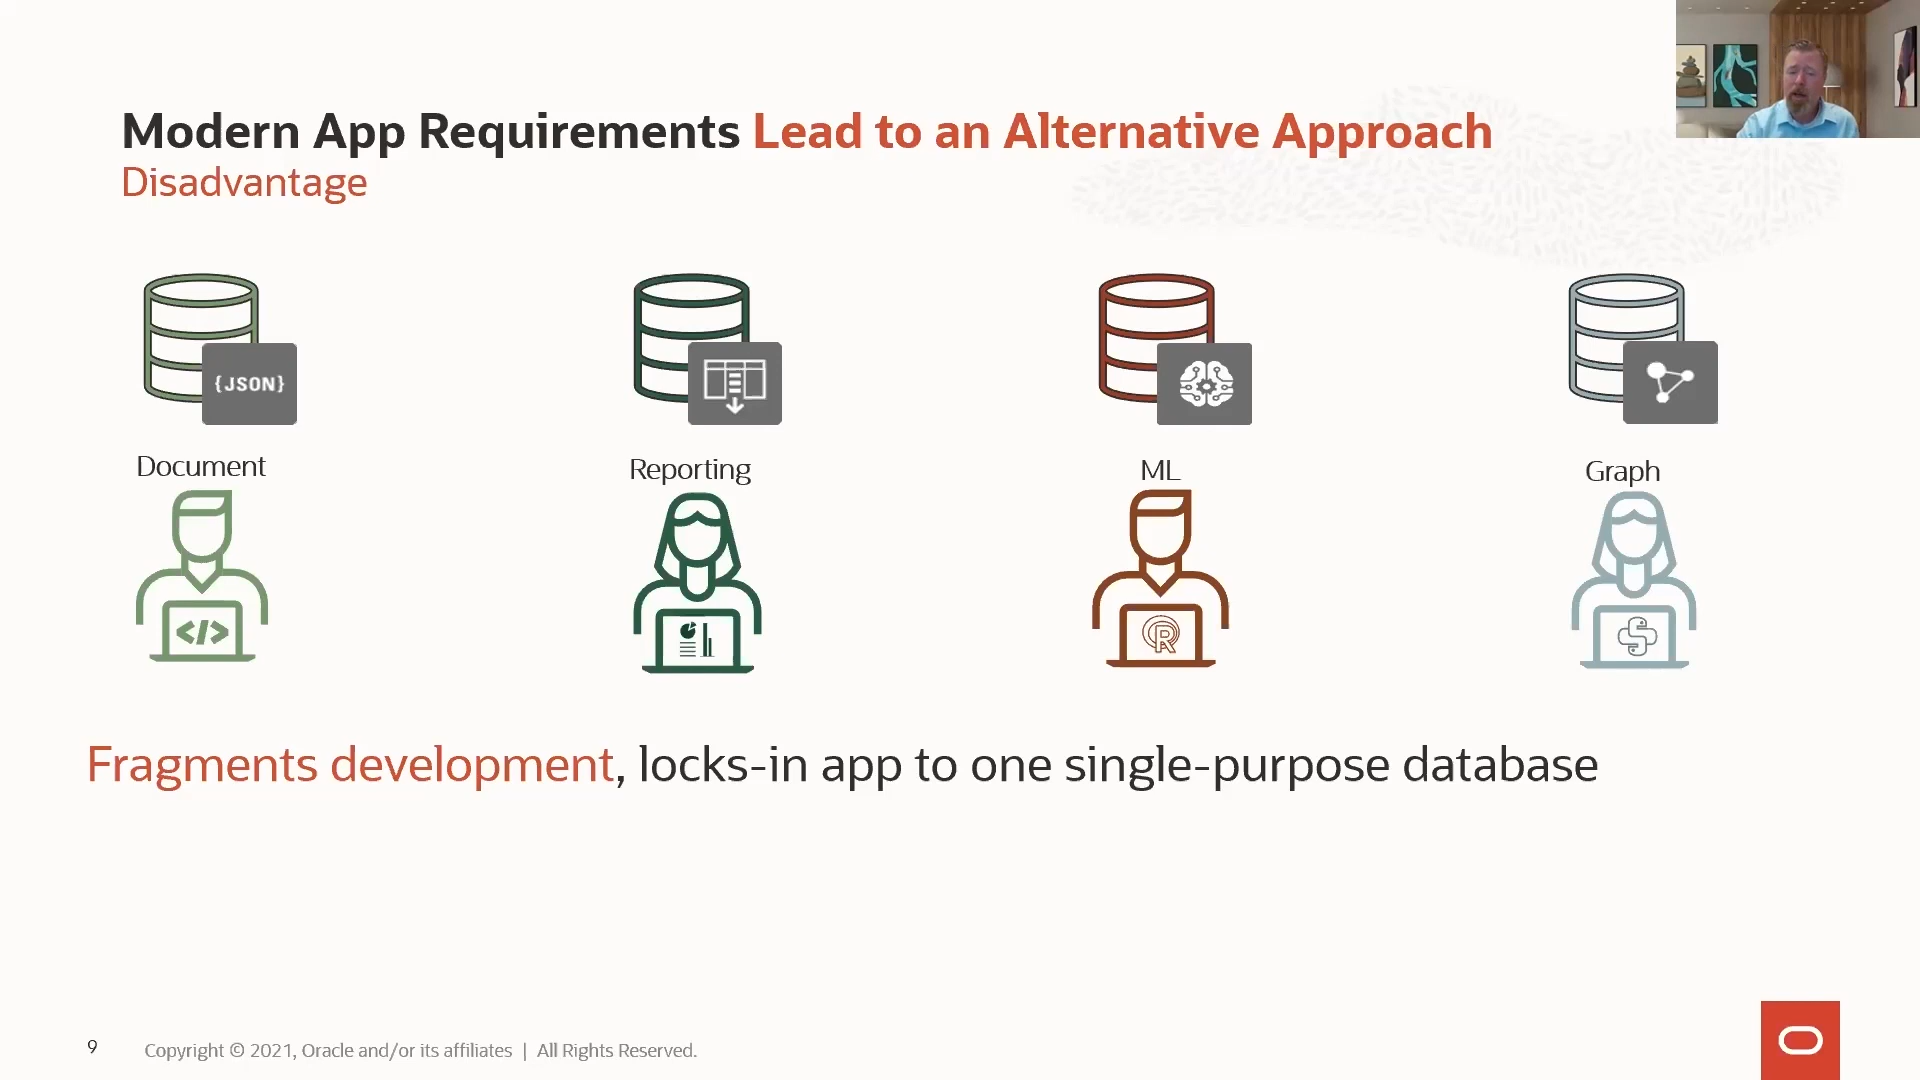 Modern App Requirements Lead to an Alternative Approach
Disadvantage
{JSON}
Document
Reporting
ML
Graph
</>
R
Fragments development, locks-in app to one single-purpose database
9
Copyright © 2021, Oracle and/or its affiliates | All Rights Reserved.